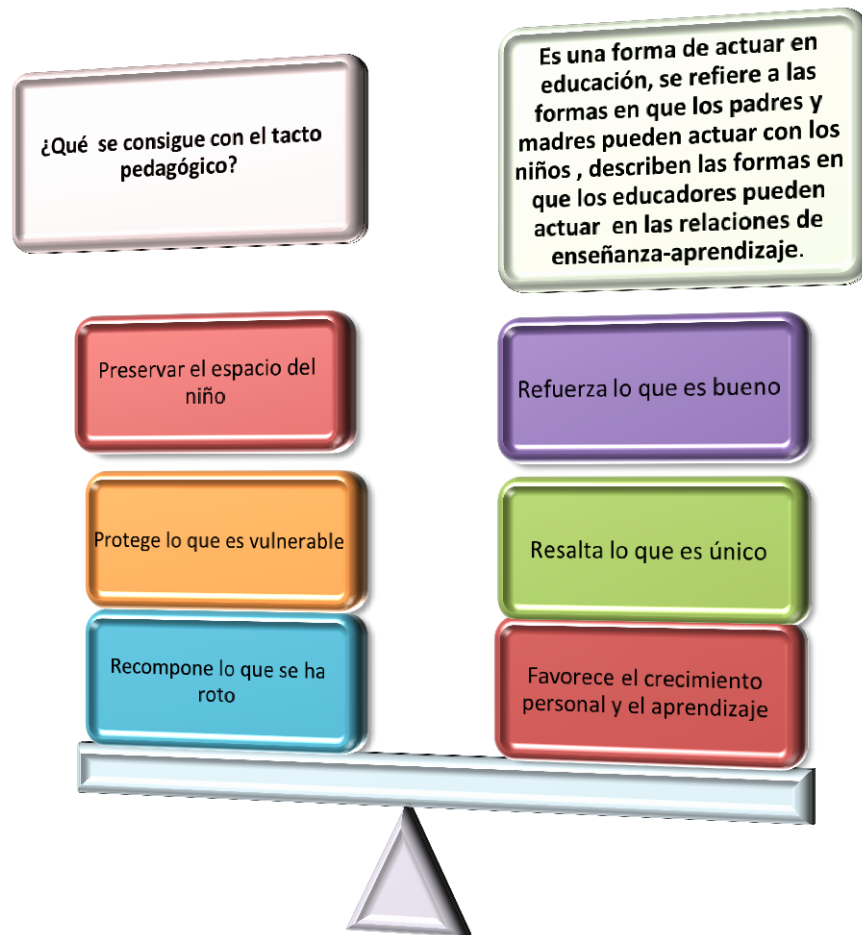 ¿Qué se consigue con el tacto
pedagógico?
Es una forma de actuar en
educación, se refiere a las
formas en que los padres y
madres pueden actuar con los
niños , describen las formas en
que los educadores pueden
actuar en las relaciones de
enseñanza-aprendizaje.
Preservar el espacio del
niño
Refuerza lo que es bueno
Protege lo que es vulnerable
Resalta lo que es único
Recompone lo que se ha
roto
Favorece el crecimiento
personal y el aprendizaje